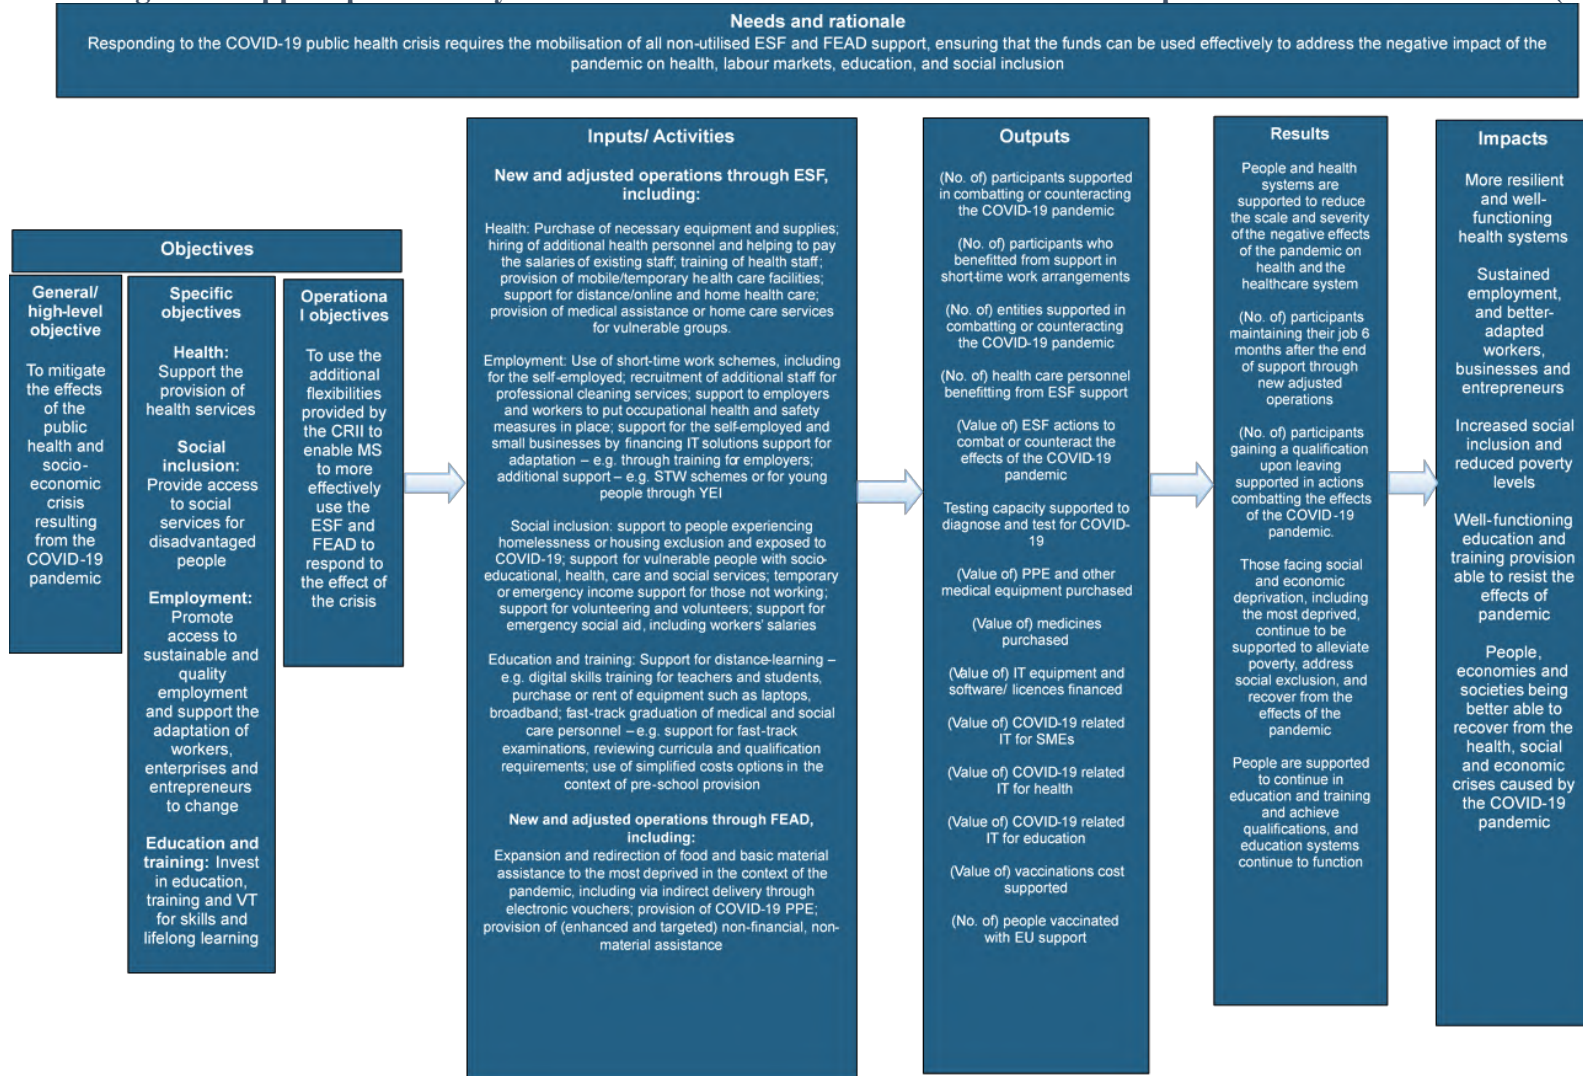 Needs and rationale
Responding to the COVID-19 public health crisis requires the mobilisation of all non-utilised ESF and FEAD support, ensuring that the funds can be used effectively to address the negative impact of the
pandemic on health, labour markets, education, and social inclusion
Objectives
General/
high-level
objective
To mitigate
the effects
of the
public
health and
socio-
economic
crisis
resulting
from the
COVID-19
pandemic
Specific
objectives
Health:
Support the
provision of
health services
Social
inclusion:
Provide access
to social
services for
disadvantaged
people
Employment:
Promote
access to
sustainable and
quality
employment
and support the
adaptation of
workers,
enterprises and
entrepreneurs
to change
Education and
training: Invest
in education,
training and VT
for skills and
lifelong learning
Operationa
l objectives
To use the
additional
flexibilities
provided by
the CRII to
enable MS
to more
effectively
use the
ESF and
FEAD to
respond to
the effect of
the crisis
Inputs/ Activities
New and adjusted operations through ESF,
including:
Health: Purchase of necessary equipment and supplies;
hiring of additional health personnel and helping to pay
the salaries of existing staff; training of health staff;
provision of mobile/temporary health care facilities;
support for distance/online and home health care;
provision of medical assistance or home care services
for vulnerable groups.
Employment: Use of short-time work schemes, including
for the self-employed; recruitment of additional staff for
professional cleaning services; support to employers
and workers to put occupational health and safety
measures in place; support for the self-employed and
small businesses by financing IT solutions support for
adaptation – e.g. through training for employers;
additional support – e.g. STW schemes or for young
people through YEI
Social inclusion: support to people experiencing
homelessness or housing exclusion and exposed to
COVID-19; support for vulnerable people with socio-
educational, health, care and social services; temporary
or emergency income support for those not working;
support for volunteering and volunteers; support for
emergency social aid, including workers' salaries
Education and training: Support for distance-learning –
e.g. digital skills training for teachers and students,
purchase or rent of equipment such as laptops,
broadband; fast-track graduation of medical and social
care personnel – e.g. support for fast-track
examinations, reviewing curricula and qualification
requirements; use of simplified costs options in the
context of pre-school provision
New and adjusted operations through FEAD,
including:
Expansion and redirection of food and basic material
assistance to the most deprived in the context of the
pandemic, including via indirect delivery through
electronic vouchers; provision of COVID-19 PPE;
provision of (enhanced and targeted) non-financial, non-
material assistance
Outputs
(No. of) participants supported
in combatting or counteracting
the COVID-19 pandemic
(No. of) participants who
benefitted from support in
short-time work arrangements
(No. of) entities supported in
combatting or counteracting
the COVID-19 pandemic
(No. of) health care personnel
benefitting from ESF support
(Value of) ESF actions to
combat or counteract the
effects of the COVID-19
pandemic
Testing capacity supported to
diagnose and test for COVID-
19
(Value of) PPE and other
medical equipment purchased
(Value of) medicines
purchased
(Value of) IT equipment and
software/ licences financed
(Value of) COVID-19 related
IT for SMEs
(Value of) COVID-19 related
IT for health
(Value of) COVID-19 related
IT for education
(Value of) vaccinations cost
supported
(No. of) people vaccinated
with EU support
Results
People and health
systems are
supported to reduce
the scale and severity
of the negative effects
of the pandemic on
health and the
healthcare system
(No. of) participants
maintaining their job 6
months after the end
of support through
new adjusted
operations
(No. of) participants
gaining a qualification
upon leaving
supported in actions
combatting the effects
of the COVID-19
pandemic.
Those facing social
and economic
deprivation, including
the most deprived,
continue to be
supported to alleviate
poverty, address
social exclusion, and
recover from the
effects of the
pandemic
People are supported
to continue in
education and training
and achieve
qualifications, and
education systems
continue to function
Impacts
More resilient
and well-
functioning
health systems
Sustained
employment,
and better-
adapted
workers,
businesses and
entrepreneurs
Increased social
inclusion and
reduced poverty
levels
Well-functioning
education and
training provision
able to resist the
effects of
pandemic
People,
economies and
societies being
better able to
recover from the
health, social
and economic
crises caused by
the COVID-19
pandemic